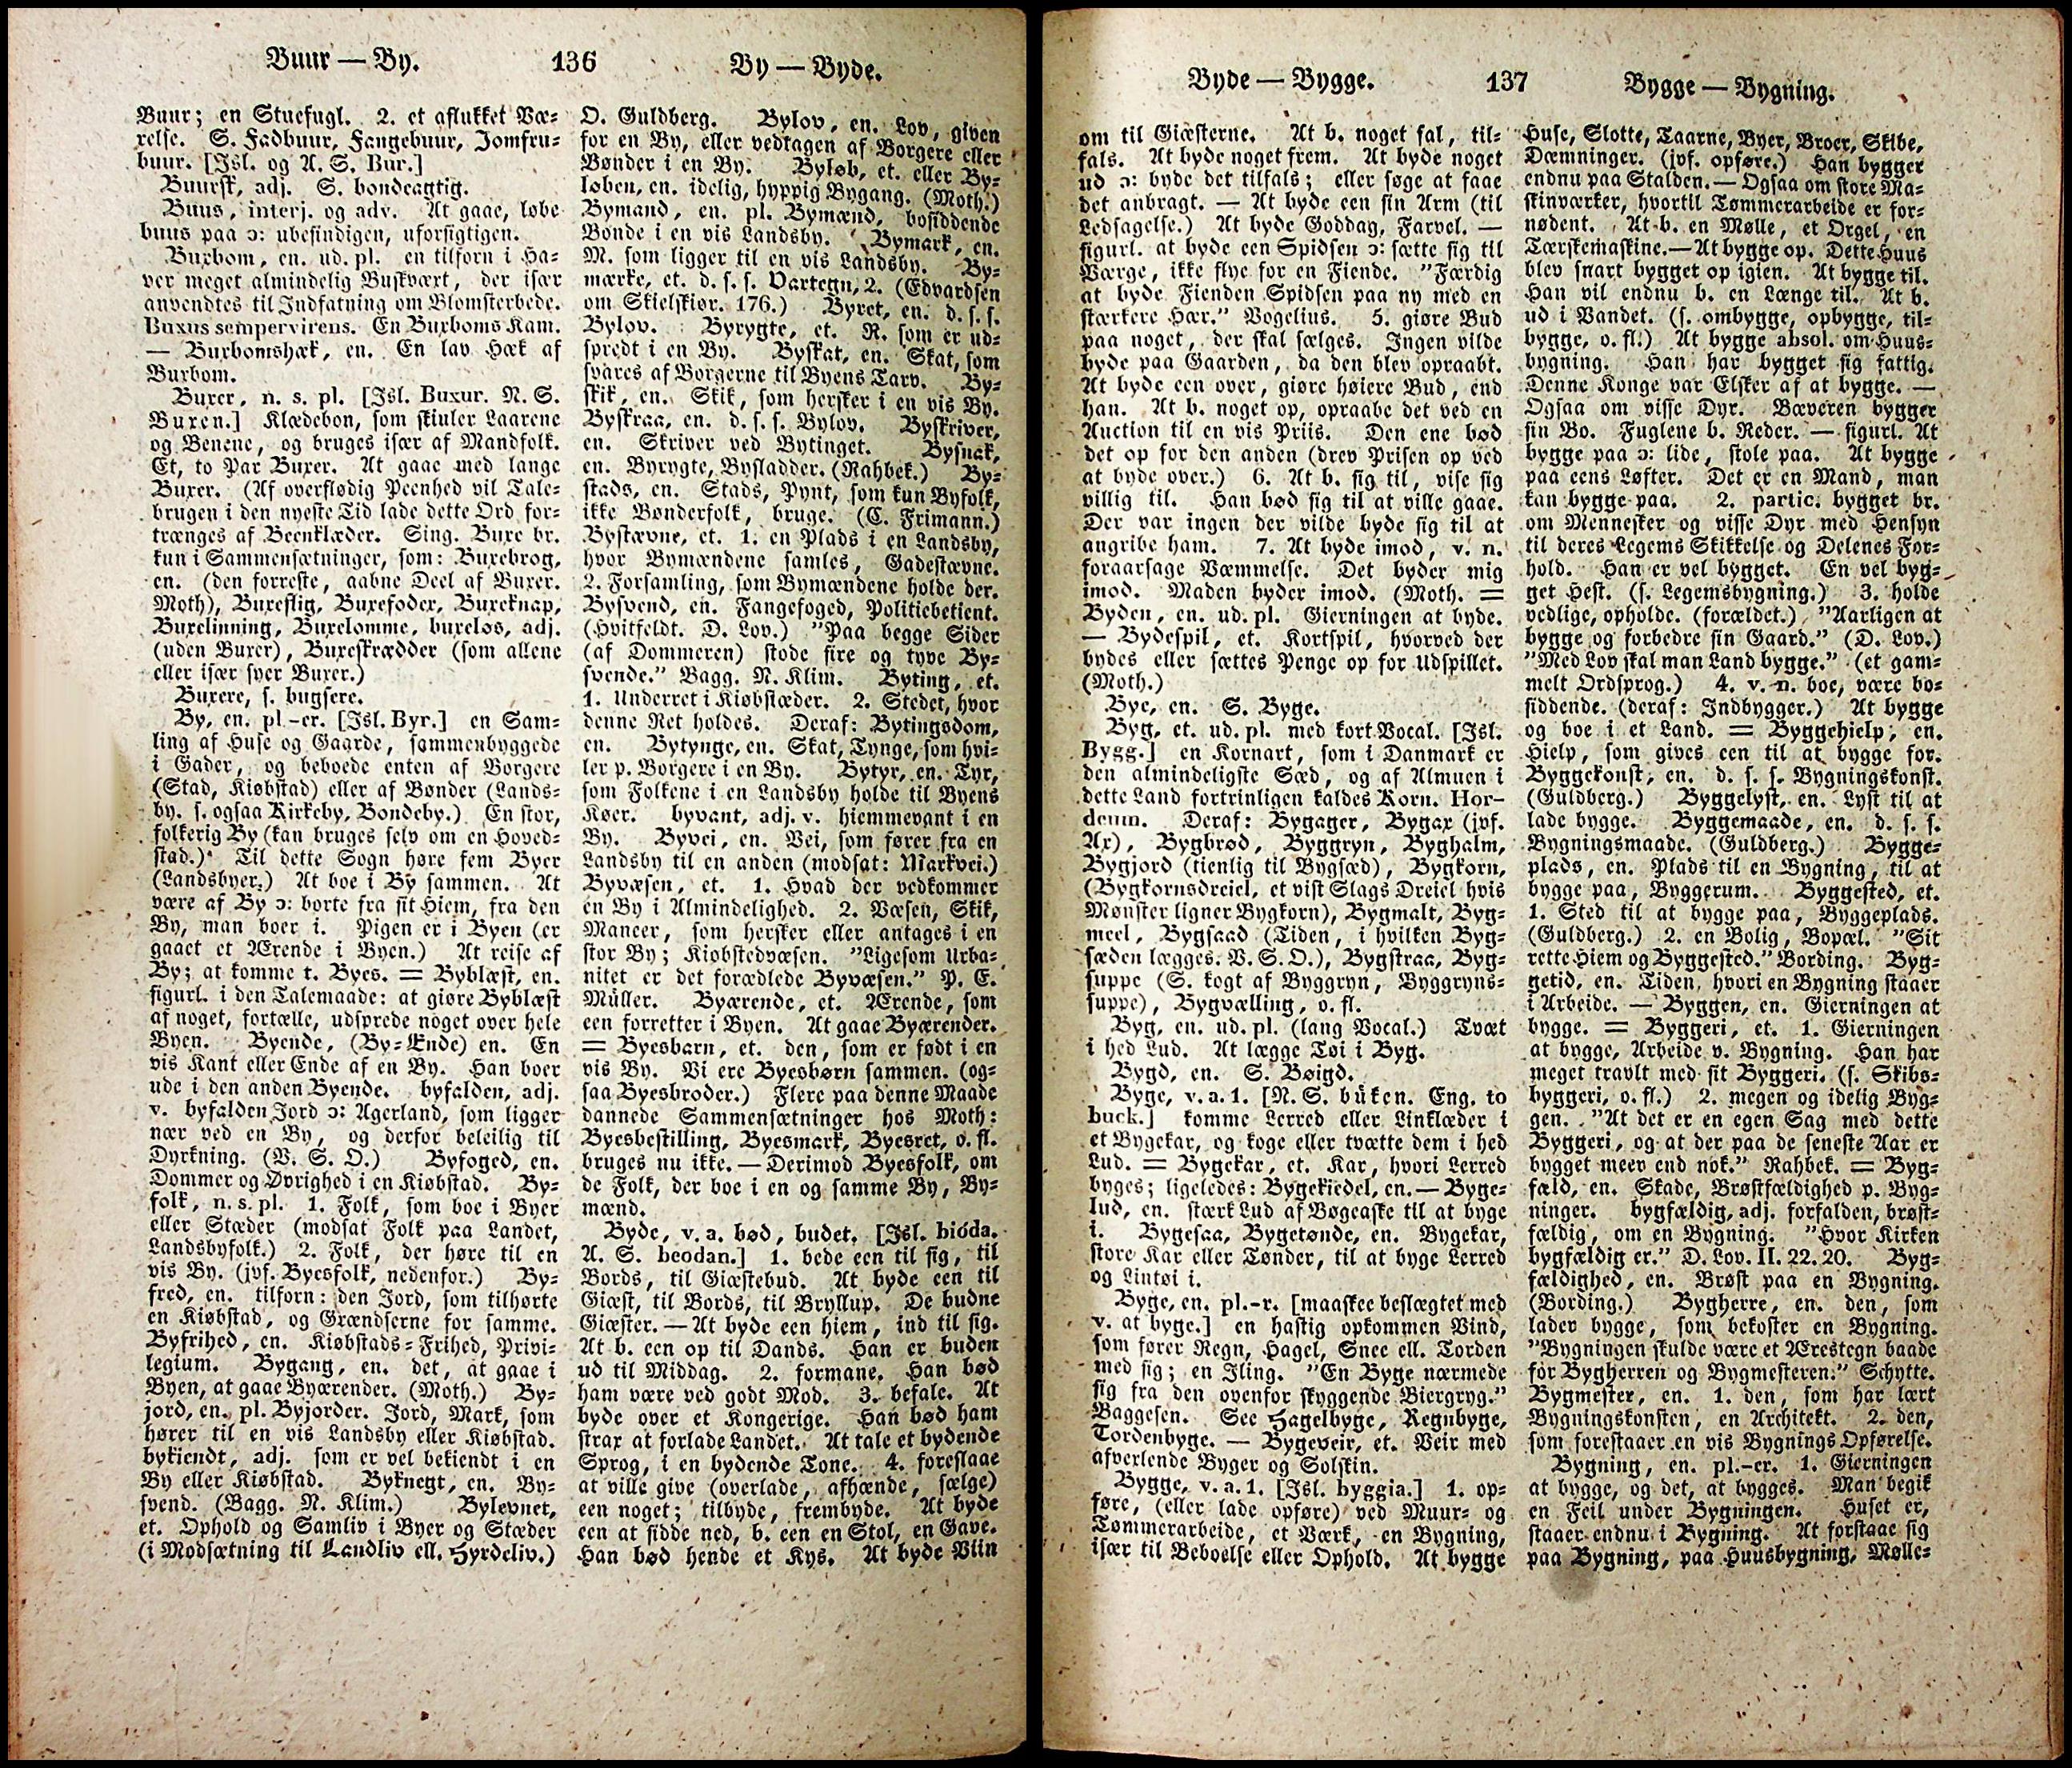 Buur — By.
136
By — Byde.
Buur; en Stuefugl. 2. et aflukket Væ-
relse. S. Fadbuur, Fangebuur, Jomfru-
buur. [Isl. og A. S. Bur.]
Buursk, adj. S. bondeagtig.
Buus, interj. og adv. At gaae, løbe
buus paa ɔ: ubesindigen, uforsigtigen.
Buxbom, en. ud. pl. en tilforn i Ha-
ver meget almindelig Buskvæxt, der især
anvendtes til Indfatning om Blomsterbede.
Buxus sempervirens. En Buxboms Kam.
— Buxbomshæk, en. En lav Hæk af
Buxbom.
Buxer, n. s. pl. [Isl. Buxur. N. S.
Buxen.] Klædebon, som skiuler Laarene
og Benene, og bruges især af Mandfolk.
Et, to Par Buxer. At gaae med lange
Buxer. (Af overflødig Peenhed vil Tale-
brugen i den nyeste Tid lade dette Ord for-
trænges af Beenklæder. Sing. Buxe br.
kun i Sammensætninger, som: Buxebrog,
en. (den forreste, aabne Deel af Buxer.
Moth), Buxeflig, Buxefoder, Buxeknap,
Buxelinning, Buxelomme, buxeløs, adj.
(uden Buxer), Buxeskrædder (som allene
eller især syer Buxer.)
Buxere, s. bugsere.
By, en. pl.-er. [Isl. Byr.] en Sam-
ling af Huse og Gaarde, sammenbyggede
i Gader, og beboede enten af Borgere
(Stad, Kiøbstad) eller af Bønder (Lands-
by. s. ogsaa Kirkeby, Bondeby.) En stor,
folkerig By (kan bruges selv om en Hoved-
stad.) Til dette Sogn høre fem Byer
(Landsbyer.) At boe i By sammen. At
være af By ɔ: borte fra sit Hiem, fra den
By, man boer i. Pigen er i Byen (er
gaaet et Ærende i Byen.) At reise af
By; at komme t. Byes. = Byblæst, en.
figurl. i den Talemaade: at giøre Byblæst
af noget, fortælle, udsprede noget over hele
Byen. Byende, (By-Ende) en. En
vis Kant eller Ende af en By. Han boer
ude i den anden Byende. byfalden, adj.
v. byfalden Jord ɔ: Agerland, som ligger
nær ved en By, og derfor beleilig til
Dyrkning. (V. S. O.) Byfoged, en.
Dommer og Øvrighed i en Kiøbstad. By-
folk, n. s. pl. 1. Folk, som boe i Byer
eller Stæder (modsat Folk paa Landet,
Landsbyfolk.) 2. Folk, der høre til en
vis By. (jvf. Byesfolk, nedenfor.) By-
fred, en. tilforn: den Jord, som tilhørte
en Kiøbstad, og Grændserne for samme.
Byfrihed, en. Kiøbstads-Frihed, Privi-
legium. Bygang, en. det, at gaae i
Byen, at gaae Byærender. (Moth.) By-
jord, en. pl. Byjorder. Jord, Mark, som
hører til en vis Landsby eller Kiøbstad.
bykiendt, adj. som er vel bekiendt i en
By eller Kiøbstad. Byknegt, en. By-
svend. (Bagg. N. Klim.) Bylevnet,
et. Ophold og Samliv i Byer og Stæder
(i Modsætning til Landliv ell. Hyrdeliv.)
O. Guldberg. Bylov, en. Lov, given
for en By, eller vedtagen af Borgere eller
Bønder i en By. Byløb, et. eller By-
løben, en. idelig, hyppig Bygang. (Moth.)
Bymand, en. pl. Bymænd, bosiddende
Bonde i en vis Landsby. Bymark, en.
M. som ligger til en vis Landsby. By-
mærke, et. d. s. s. Vartegn, 2. (Edvardsen
om Skielskiør. 176.) Byret, en. d. s. s.
Bylov. Byrygte, et. R. som er ud-
spredt i en By. Byskat, en. Skat, som
svares af Borgerne til Byens Tarv. By-
skik, en. Skik, som hersker i en vis By.
Byskraa, en. d. s. s. Bylov. Byskriver,
en. Skriver ved Bytinget. Bysnak,
en. Byrygte, Bysladder. (Rahbek.) By-
stads, en. Stads, Pynt, som kun Byfolk,
ikke Bønderfolk, bruge. (C. Frimann.)
Bystævne, et. 1. en Plads i en Landsby,
hvor Bymændene samles, Gadestævne.
2. Forsamling, som Bymændene holde der.
Bysvend, en. Fangefoged, Politiebetient.
(Hvitfeldt. D. Lov.) "Paa begge Sider
(af Dommeren) stode fire og tyve By-
svende." Bagg. N. Klim. Byting, et.
1. Underret i Kiøbstæder. 2. Stedet, hvor
denne Ret holdes. Deraf: Bytingsdom,
en. Bytynge, en. Skat, Tynge, som hvi-
ler p. Borgere i en By. Bytyr, en. Tyr,
som Folkene i en Landsby holde til Byens
Køer. byvant, adj. v. hiemmevant i en
By. Byvei, en. Vei, som fører fra en
Landsby til en anden (modsat: Markvei.)
Byvæsen, et. 1. Hvad der vedkommer
en By i Almindelighed. 2. Væsen, Skik,
Maneer, som hersker eller antages i en
stor By; Kiøbstedvæsen. "Ligesom Urba-
nitet er det forædlede Byvæsen." P. E.
Müller. Byærende, et. Ærende, som
een forretter i Byen. At gaae Byærender.
= Byesbarn, et. den, som er født i en
vis By. Vi ere Byesbørn sammen. (og-
saa Byesbroder.) Flere paa denne Maade
dannede Sammensætninger hos Moth:
Byesbestilling, Byesmark, Byesret, o. fl.
bruges nu ikke. — Derimod Byesfolk, om
de Folk, der boe i en og samme By, By-
mænd.
Byde, v. a. bød, budet. [Isl. bióda.
A. S. beodan.] 1. bede een til sig, til
Bords, til Giæstebud. At byde een til
Giæst, til Bords, til Bryllup. De budne
Giæster. — At byde een hiem, ind til sig.
At b. een op til Dands. Han er buden
ud til Middag. 2. formane. Han bød
ham være ved godt Mod. 3. befale. At
byde over et Kongerige. Han bød ham
strax at forlade Landet. At tale et bydende
Sprog, i en bydende Tone. 4. foreslaae
at ville give (overlade, afhænde, sælge)
een noget; tilbyde, frembyde. At byde
een at sidde ned, b. een en Stol, en Gave.
Han bød hende et Kys. At byde Viin
Byde — Bygge.
137
Bygge — Bygning.
om til Giæsterne. At b. noget fal, til-
fals. At byde noget frem. At byde noget
ud ɔ: byde det tilfals; eller søge at faae
det anbragt. — At byde een sin Arm (til
Ledsagelse.) At byde Goddag, Farvel. —
figurl. at byde een Spidsen ɔ: sætte sig til
Værge, ikke flye for en Fiende. "Færdig
at byde Fienden Spidsen paa ny med en
stærkere Hær." Vogelius. 5. giøre Bud
paa noget, der skal sælges. Ingen vilde
byde paa Gaarden, da den blev opraabt.
At byde een over, giøre høiere Bud, end
han. At b. noget op, opraabe det ved en
Auction til en vis Priis. Den ene bød
det op for den anden (drev Prisen op ved
at byde over.) 6. At b. sig til, vise sig
villig til. Han bød sig til at ville gaae.
Der var ingen der vilde byde sig til at
angribe ham. 7. At byde imod, v. n.
foraarsage Væmmelse. Det byder mig
imod. Maden byder imod. (Moth. =
Byden, en. ud. pl. Gierningen at byde.
— Bydespil, et. Kortspil, hvorved der
bydes eller sættes Penge op for Udspillet.
(Moth.)
Bye, en. S. Byge.
Byg, et. ud. pl. med kort Vocal. [Isl.
Bygg.] en Kornart, som i Danmark er
den almindeligste Sæd, og af Almuen i
dette Land fortrinligen kaldes Korn. Hor-
deum. Deraf: Bygager, Bygax (jvf.
Ax), Bygbrød, Byggryn, Byghalm,
Bygjord (tienlig til Bygsæd), Bygkorn,
(Bygkornsdreiel, et vist Slags Dreiel hvis
Mønster ligner Bygkorn), Bygmalt, Byg-
meel, Bygsaad (Tiden, i hvilken Byg-
sæden lægges. V. S. O.), Bygstraa, Byg-
suppe (S. kogt af Byggryn, Byggryns-
suppe), Bygvælling, o. fl.
Byg, en. ud. pl. (lang Vocal.) Tvæt
i hed Lud. At lægge Tøi i Byg.
Bygd, en. S. Bøigd.
Byge, v. a. 1. [N. S. büken. Eng. to
buck.] komme Lerred eller Linklæder i
et Bygekar, og koge eller tvætte dem i hed
Lud. = Bygekar, et. Kar, hvori Lerred
byges; ligeledes: Bygekiedel, en. — Byge-
lud, en. stærk Lud af Bøgeaske til at byge
i. Bygesaa, Bygetønde, en. Bygekar,
store Kar eller Tønder, til at byge Lerred
og Lintøi i.
Byge, en. pl.-r. [maaskee beslægtet med
v. at byge.] en hastig opkommen Vind,
som fører Regn, Hagel, Snee ell. Torden
med sig; en Iling. "En Byge nærmede
sig fra den ovenfor skyggende Biergryg."
Baggesen. See Hagelbyge, Regnbyge,
Tordenbyge. — Bygeveir, et. Veir med
afvexlende Byger og Solskin.
Bygge, v. a. 1. [Isl. byggia.] 1. op-
føre, (eller lade opføre) ved Muur- og
Tømmerarbeide, et Værk, en Bygning,
især til Beboelse eller Ophold. At bygge
Huse, Slotte, Taarne, Byer, Broer, Skibe,
Dæmninger. (jvf. opføre.) Han bygger
endnu paa Stalden. — Ogsaa om store Ma-
skinværker, hvortil Tømmerarbeide er for-
nødent. At b. en Mølle, et Orgel, en
Tærskemaskine. — At bygge op. Dette Huus
blev snart bygget op igien. At bygge til.
Han vil endnu b. en Længe til. At b.
ud i Vandet. (s. ombygge, opbygge, til-
bygge, o. fl.) At bygge absol. om Huus-
bygning. Han har bygget sig fattig.
Denne Konge var Elsker af at bygge. —
Ogsaa om visse Dyr. Bæveren bygger
sin Bo. Fuglene b. Reder. — figurl. At
bygge paa ɔ: lide, stole paa. At bygge
paa eens Løfter. Det er en Mand, man
kan bygge paa. 2. partic. bygget br.
om Mennesker og visse Dyr med Hensyn
til deres Legems Skikkelse og Delenes For-
hold. Han er vel bygget. En vel byg-
get Hest. (s. Legemsbygning.) 3. holde
vedlige, opholde. (forældet.) "Aarligen at
bygge og forbedre sin Gaard." (D. Lov.)
"Med Lov skal man Land bygge." (et gam-
melt Ordsprog.) 4. v. n. boe, være bo-
siddende. (deraf: Indbygger.) At bygge
og boe i et Land. = Byggehielp, en.
Hielp, som gives een til at bygge for.
Byggekonst, en. d. s. s. Bygningskonst.
(Guldberg.) Byggelyst, en. Lyst til at
lade bygge. Byggemaade, en. d. s. s.
Bygningsmaade. (Guldberg.) Bygge-
plads, en. Plads til en Bygning, til at
bygge paa, Byggerum. Byggested, et.
1. Sted til at bygge paa, Byggeplads.
(Guldberg.) 2. en Bolig, Bopæl. "Sit
rette Hiem og Byggested." Bording. Byg-
getid, en. Tiden, hvori en Bygning staaer
i Arbeide. — Byggen, en. Gierningen at
bygge. = Byggeri, et. 1. Gierningen
at bygge, Arbeide v. Bygning. Han har
meget travlt med sit Byggeri. (s. Skibs-
byggeri, o. fl.) 2. megen og idelig Byg-
gen. "At det er en egen Sag med dette
Byggeri, og at der paa de seneste Aar er
bygget meer end nok." Rahbek. = Byg-
fæld, en. Skade, Brøstfældighed p. Byg-
ninger. bygfældig, adj. forfalden, brøst-
fældig, om en Bygning. "Hvor Kirken
bygfældig er." D. Lov. II. 22. 20. Byg-
fældighed, en. Brøst paa en Bygning.
(Bording.) Bygherre, en. den, som
lader bygge, som bekoster en Bygning.
"Bygningen skulde være et Ærestegn baade
for Bygherren og Bygmesteren." Schytte.
Bygmester, en. 1. den, som har lært
Bygningskonsten, en Architekt. 2. den,
som forestaaer en vis Bygnings Opførelse.
Bygning, en. pl.-er. 1. Gierningen
at bygge, og det, at bygges. Man begik
en Feil under Bygningen. Huset er,
staaer endnu i Bygning. At forstaae sig
paa Bygning, paa Huusbygning, Mølle-